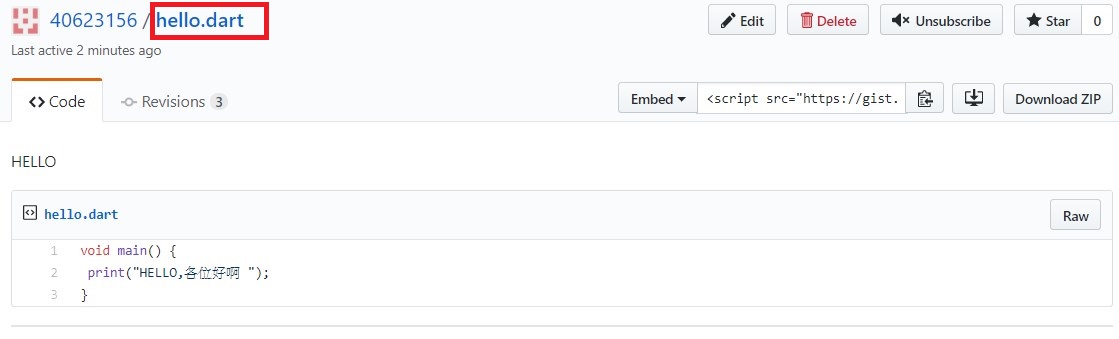 40623156 / hello.dart
Edit
Delete
Unsubscribe
Star 0
Last active 2 minutes ago
<> Code
Revisions 3
Embed
<script src="https://gist.
Download ZIP
HELLO
hello.dart
Raw
1 void main() {
2 print("HELLO,各位好啊 ");
3 }